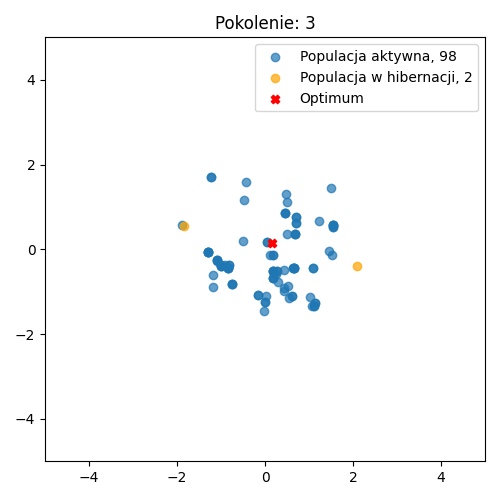 Pokolenie: 3
Populacja aktywna, 98
Populacja w hibernacji, 2
Optimum
4
2
0
−2
−4
−4 −2 0 2 4